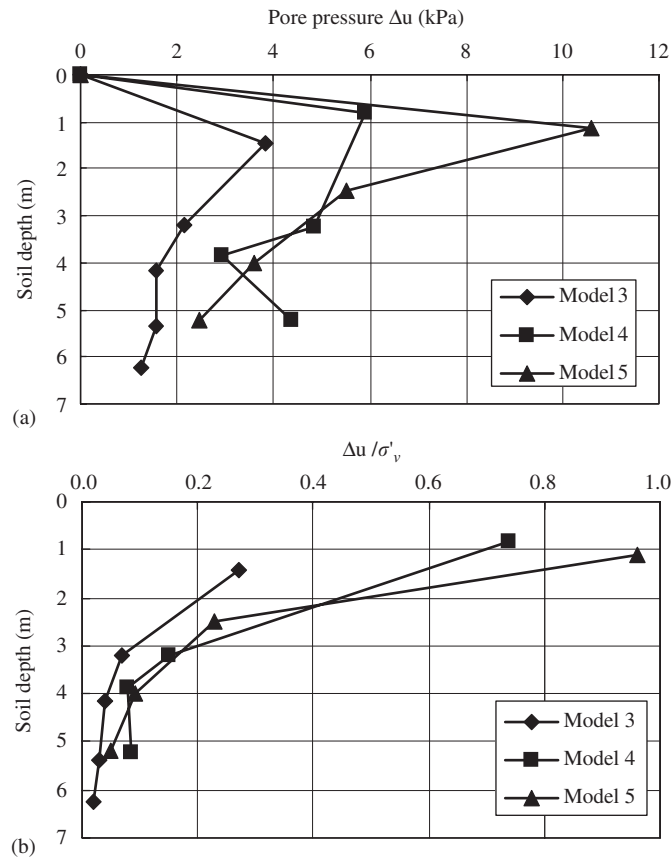 Pore pressure Δu (kPa)
0 2 4 6 8 10 12
Soil depth (m)
0
1
2
3
4
5
6
7
Model 3
Model 4
Model 5
(a)
Δu /σ'v
0.0 0.2 0.4 0.6 0.8 1.0
Soil depth (m)
0
1
2
3
4
5
6
7
Model 3
Model 4
Model 5
(b)